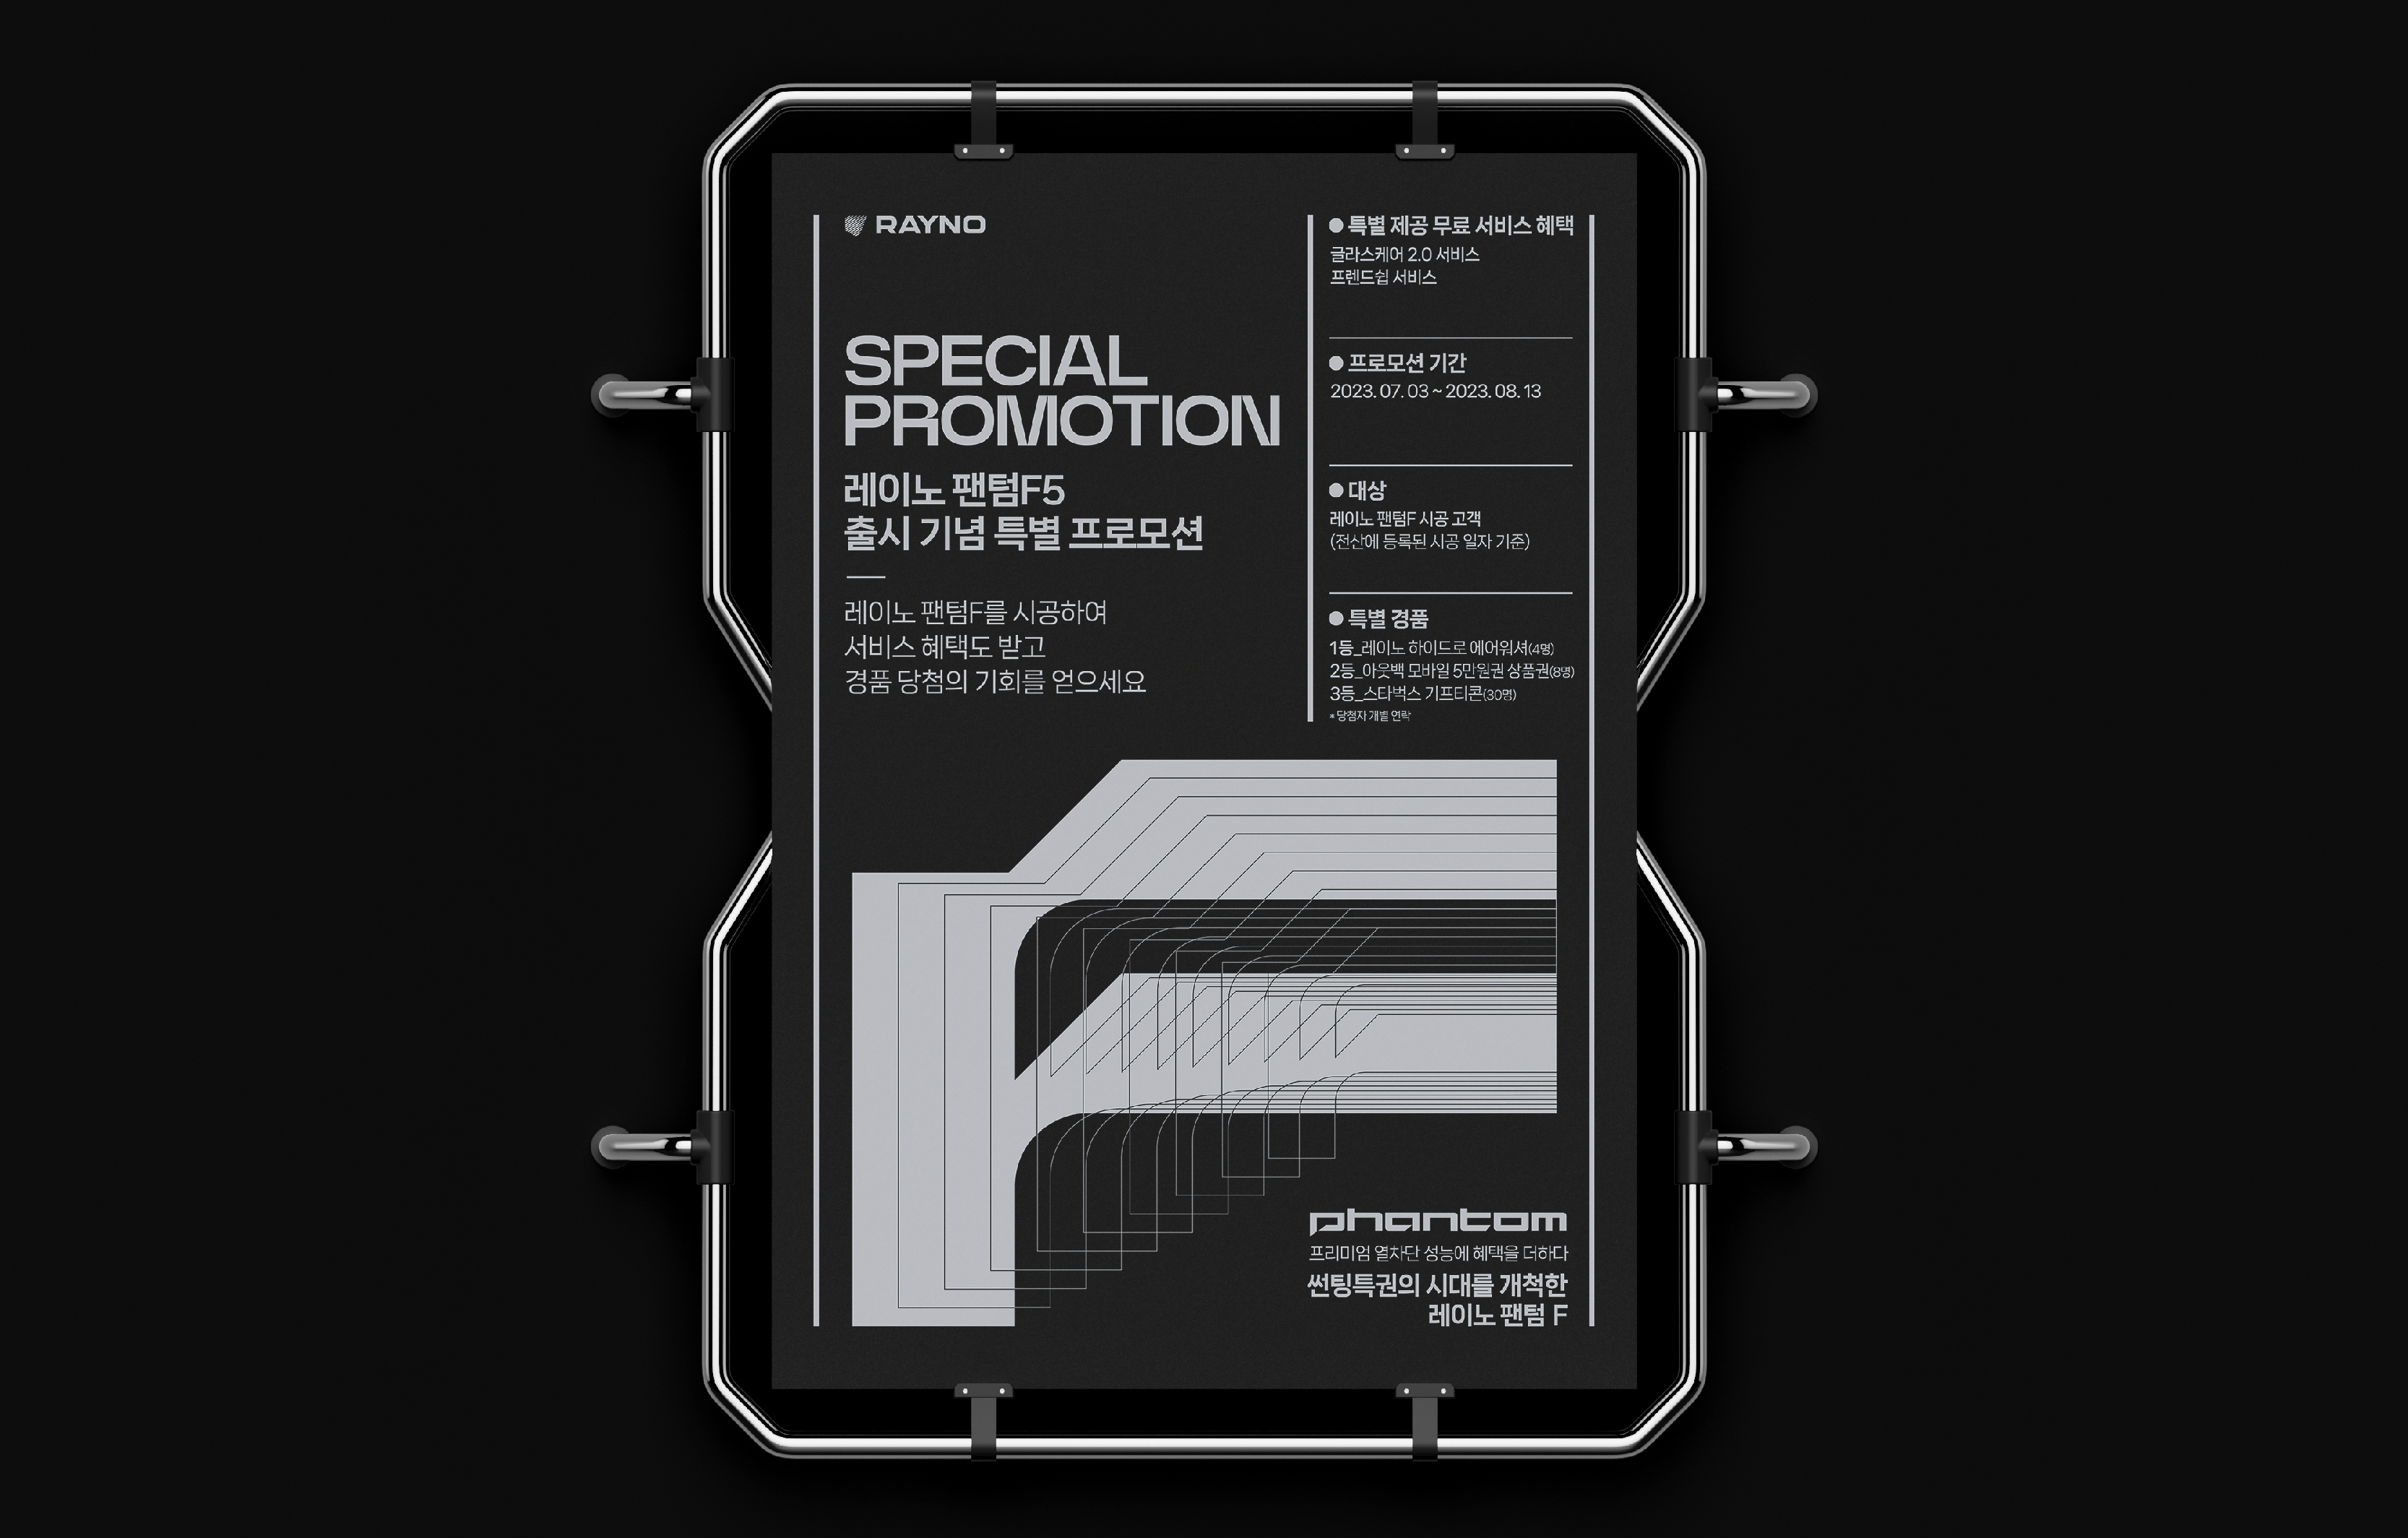 RAYNO
SPECIAL
PROMOTION
레이노 팬텀F5
출시 기념 특별 프로모션
레이노 팬텀F를 시공하여
서비스 혜택도 받고
경품 당첨의 기회를 얻으세요
특별 제공 무료 서비스 혜택
글라스케어 2.0 서비스
프렌드쉽 서비스
프로모션 기간
2023. 07. 03 ~ 2023. 08. 13
대상
레이노 팬텀F 시공 고객
(전산에 등록된 시공 일자 기준)
특별 경품
1등_레이노 하이드로 에어워셔(4명)
2등_아웃백 모바일 5만원권 상품권(8명)
3등_스타벅스 기프티콘(30명)
* 당첨자 개별 연락
phantom
프리미엄 열차단 성능에 혜택을 더하다
썬팅특권의 시대를 개척한
레이노 팬텀 F